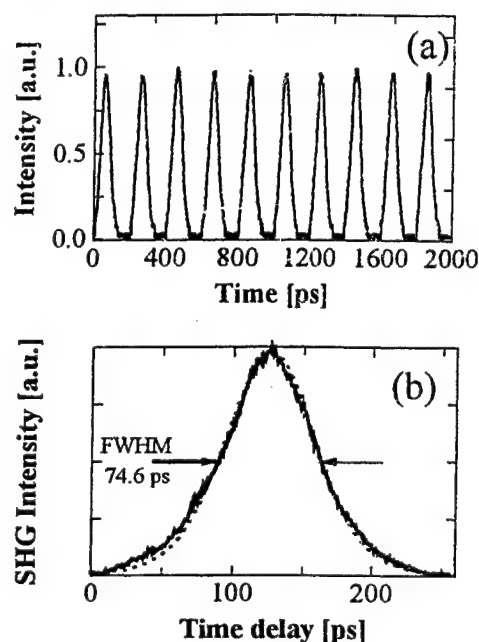 (a)
Intensity [a.u.]
1.0
0.5
0.0
0 400 800 1200 1600 2000
Time [ps]
(b)
SHG Intensity [a.u.]
FWHM
74.6 ps
0 100 200
Time delay [ps]